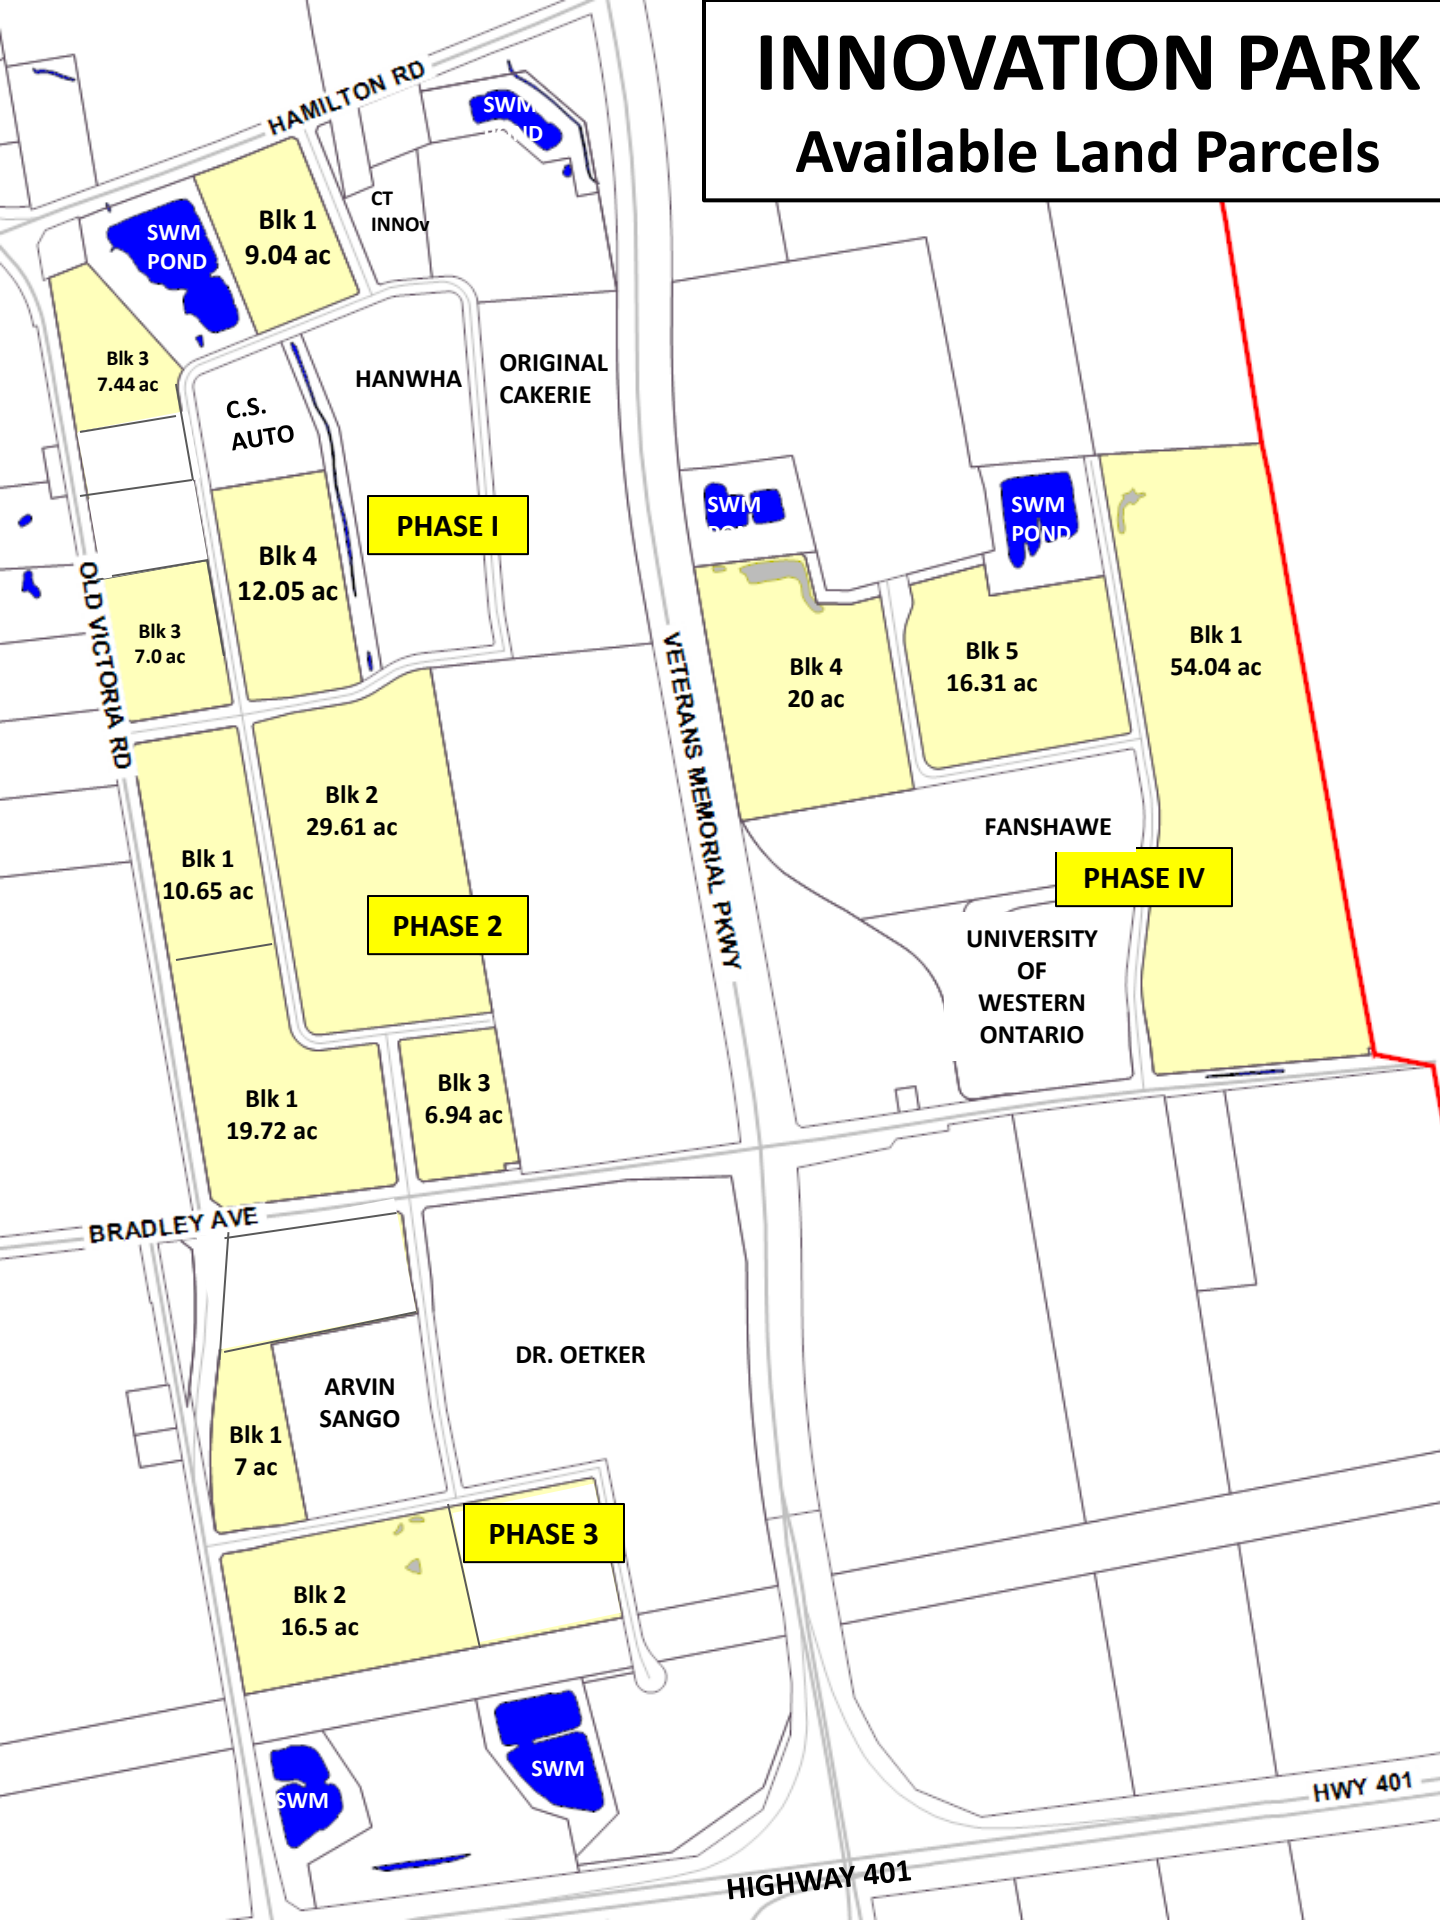 INNOVATION PARK
Available Land Parcels
HAMILTON RD
SWM
POND
CT
INNOv
Blk 1
9.04 ac
SWM
POND
Blk 3
7.44 ac
HANWHA
ORIGINAL
CAKERIE
C.S.
AUTO
PHASE I
SWM
POND
SWM
POND
Blk 4
12.05 ac
OLD VICTORIA RD
Blk 3
7.0 ac
VETERANS MEMORIAL PKWY
Blk 4
20 ac
Blk 5
16.31 ac
Blk 1
54.04 ac
Blk 2
29.61 ac
FANSHAWE
Blk 1
10.65 ac
PHASE IV
PHASE 2
UNIVERSITY
OF
WESTERN
ONTARIO
Blk 3
6.94 ac
Blk 1
19.72 ac
BRADLEY AVE
DR. OETKER
ARVIN
SANGO
Blk 1
7 ac
PHASE 3
Blk 2
16.5 ac
SWM
SWM
HWY 401
HIGHWAY 401